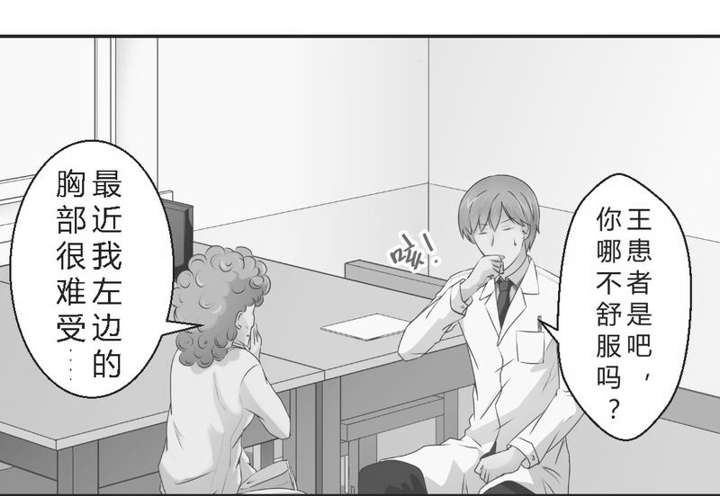 王患者是吧，
你哪不舒服吗？
咳！
最近我左边的
胸部很难受……